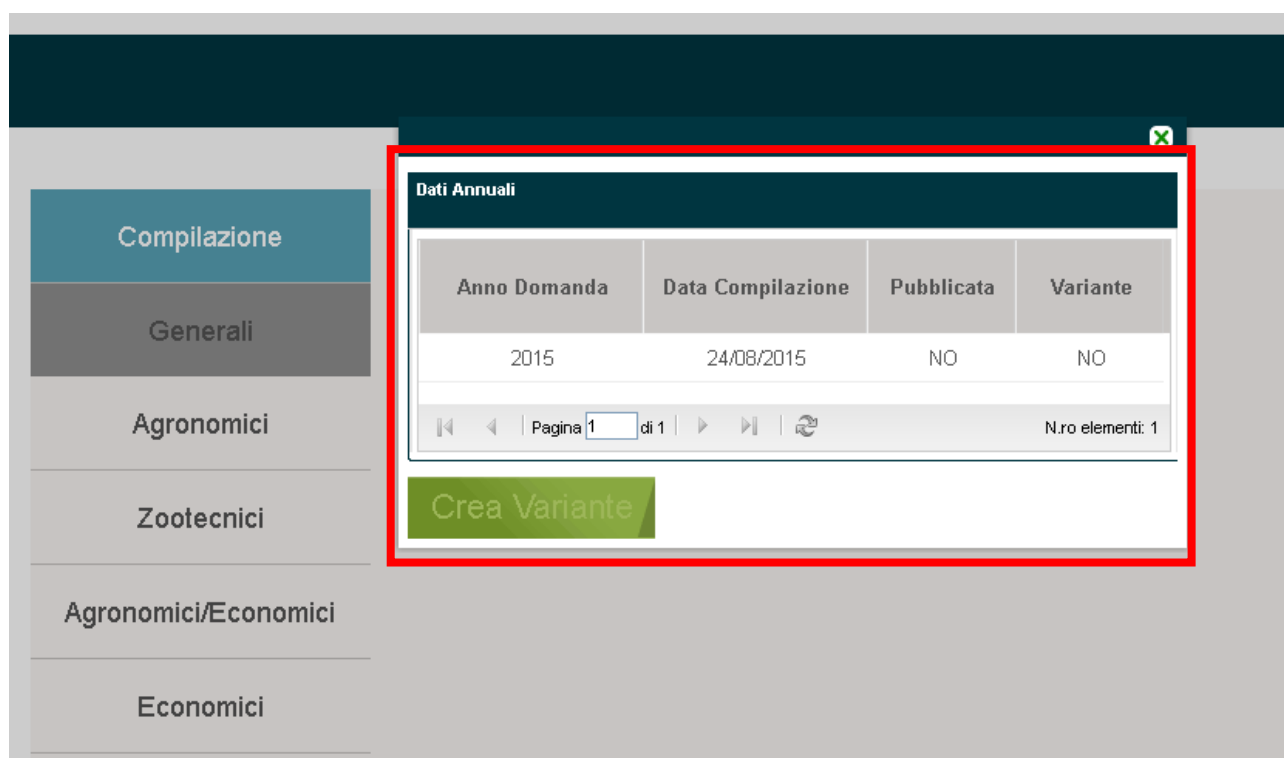 Dati Annuali
Anno Domanda Data Compilazione Pubblicata Variante
2015 24/08/2015 NO NO
Pagina 1 di 1 N.ro elementi: 1
Crea Variante
Compilazione
Generali
Agronomici
Zootecnici
Agronomici/Economici
Economici